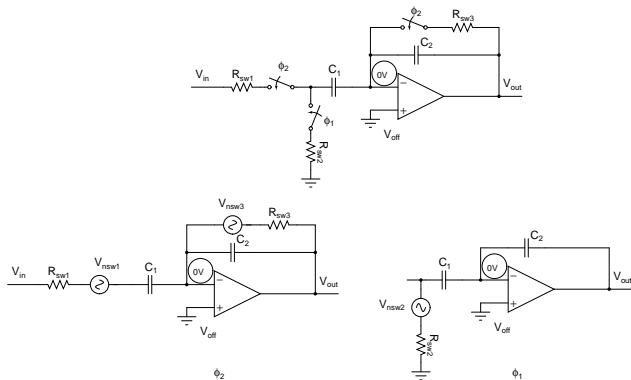 ϕ2
Rsw3
C2
Vin
Rsw1
ϕ2
C1
0V
−
+
Vout
ϕ1
Rsw2
Voff
Vnsw3
Rsw3
C2
Vin
Rsw1
Vnsw1
C1
0V
−
+
Vout
Voff
ϕ2
C2
C1
0V
−
+
Vout
Vnsw2
Rsw2
Voff
ϕ1